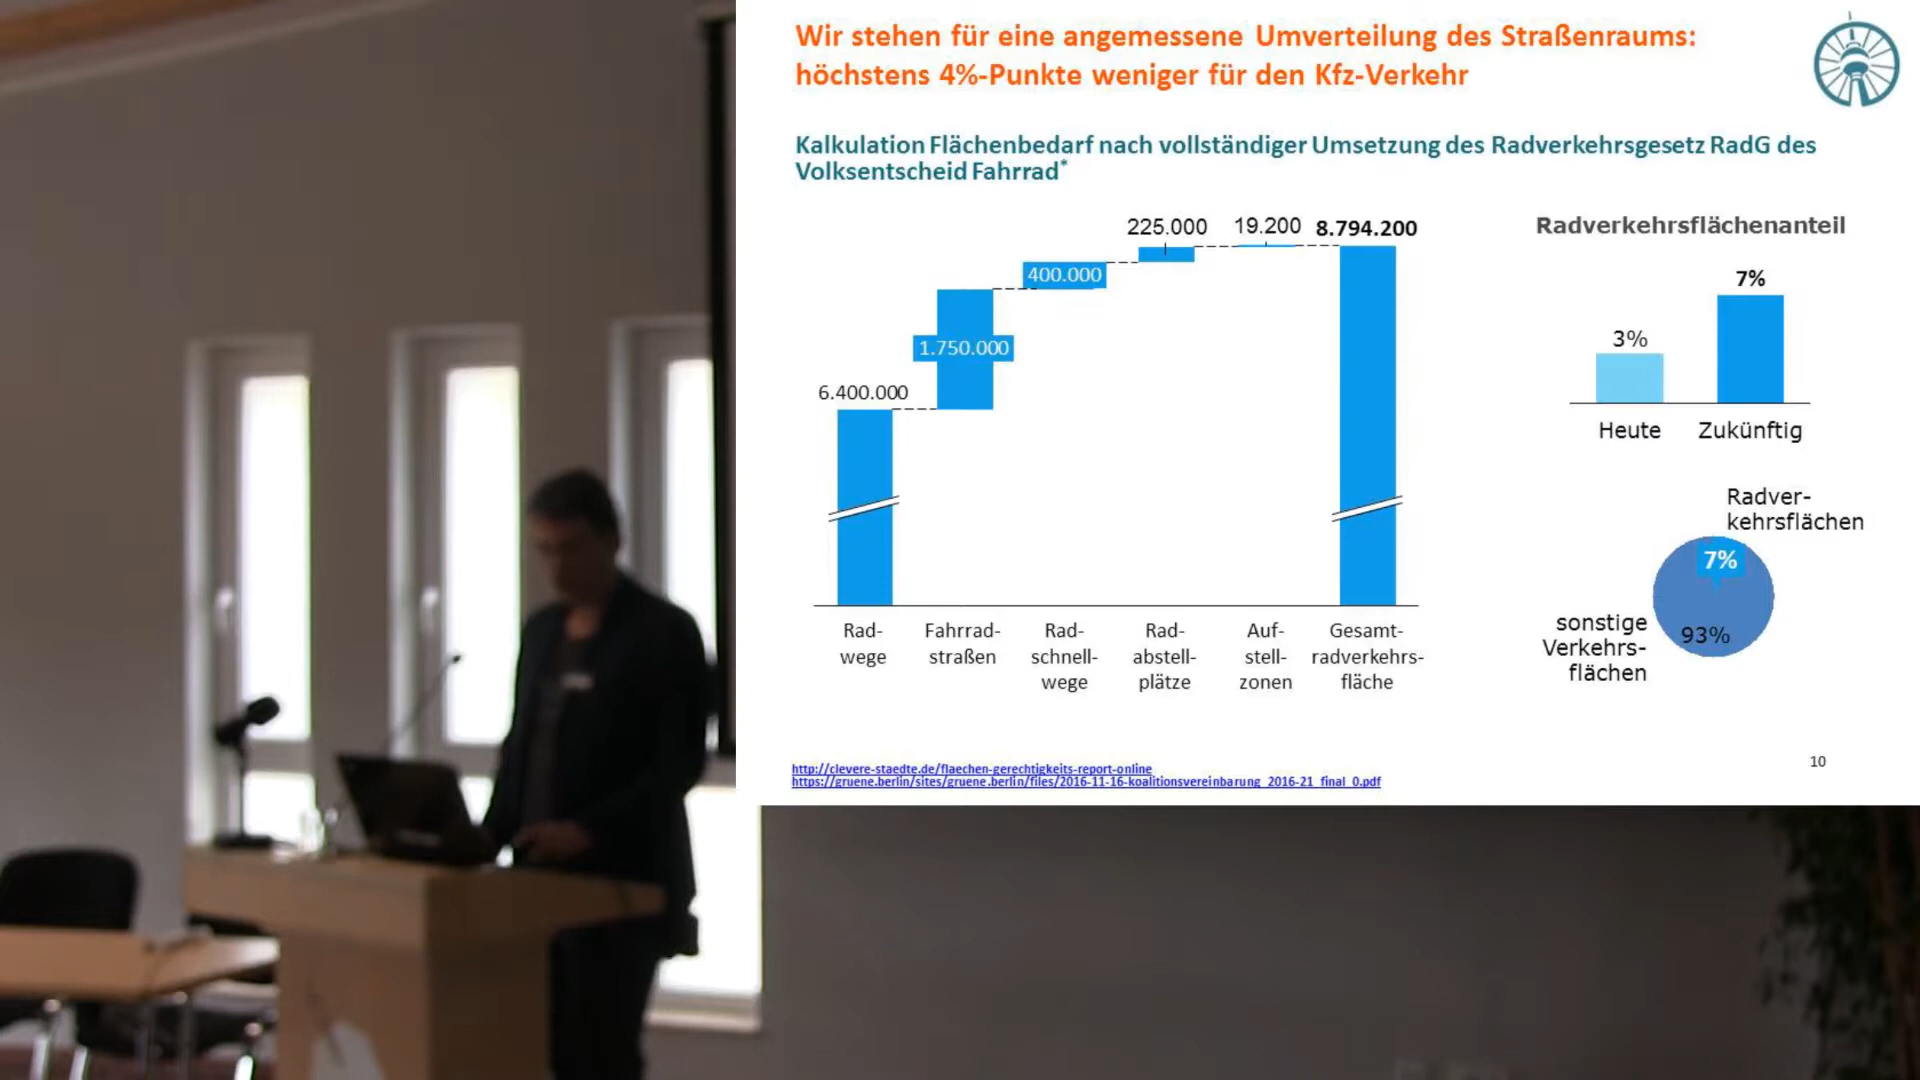 Wir stehen für eine angemessene Umverteilung des Straßenraums:
höchstens 4%-Punkte weniger für den Kfz-Verkehr
Kalkulation Flächenbedarf nach vollständiger Umsetzung des Radverkehrsgesetz RadG des
Volksentscheid Fahrrad*
6.400.000
1.750.000
400.000
225.000
19.200
8.794.200
Rad-
wege
Fahrrad-
straßen
Rad-
schnell-
wege
Rad-
abstell-
plätze
Auf-
stell-
zonen
Gesamt-
radverkehrs-
fläche
Radverkehrsflächenanteil
3%
7%
Heute
Zukünftig
Radver-
kehrsflächen
7%
sonstige
Verkehrs-
flächen
93%
http://clevere-staedte.de/flaechen-gerechtigkeits-report-online
https://gruene.berlin/sites/gruene.berlin/files/2016-11-16-koalitionsvereinbarung_2016-21_final_0.pdf
10